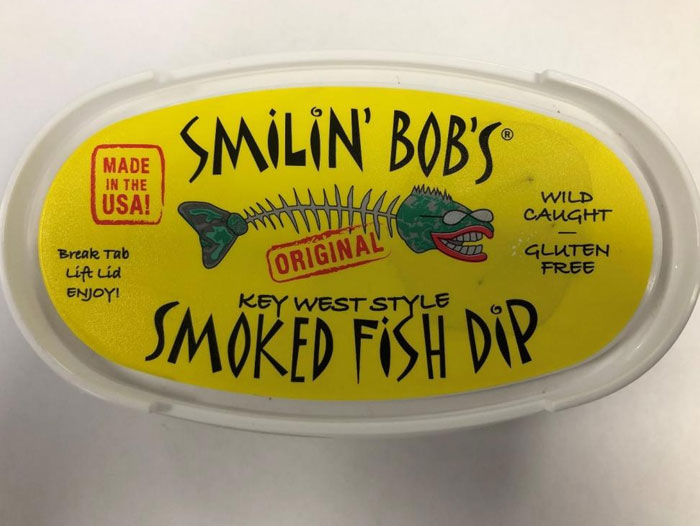 SMiLiN' BOB'S®
MADE
IN THE
USA!
WILD
CAUGHT
—
GLUTEN
FREE
Break Tab
Lift Lid
ENJOY!
ORIGINAL
KEY WEST STYLE
SMOKED FiSH DiP